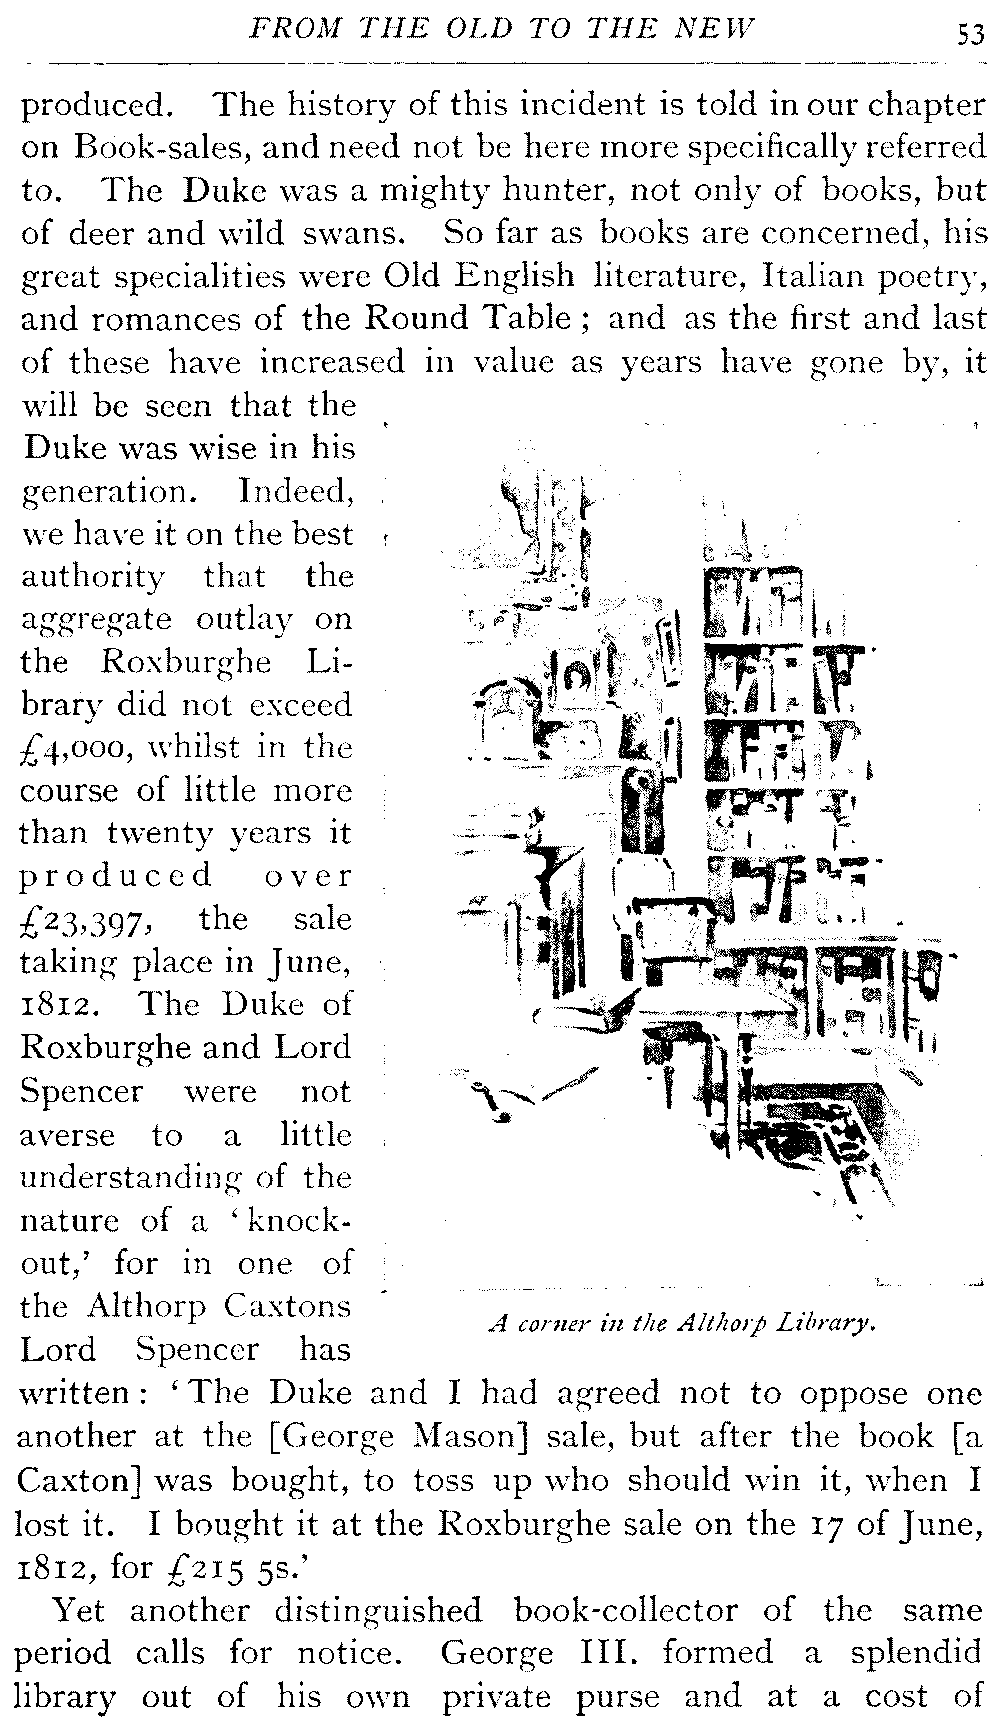 FROM THE OLD TO THE NEW 53
produced. The history of this incident is told in our chapter
on Book-sales, and need not be here more specifically referred
to. The Duke was a mighty hunter, not only of books, but
of deer and wild swans. So far as books are concerned, his
great specialities were Old English literature, Italian poetry,
and romances of the Round Table ; and as the first and last
of these have increased in value as years have gone by, it
will be seen that the
Duke was wise in his
generation. Indeed,
we have it on the best
authority that the
aggregate outlay on
the Roxburghe Li-
brary did not exceed
£4,000, whilst in the
course of little more
than twenty years it
produced over
£23,397, the sale
taking place in June,
1812. The Duke of
Roxburghe and Lord
Spencer were not
averse to a little
understanding of the
nature of a ‘knock-
out,’ for in one of
the Althorp Caxtons
Lord Spencer has
A corner in the Althorp Library.
written : ‘The Duke and I had agreed not to oppose one
another at the [George Mason] sale, but after the book [a
Caxton] was bought, to toss up who should win it, when I
lost it. I bought it at the Roxburghe sale on the 17 of June,
1812, for £215 5s.’
Yet another distinguished book-collector of the same
period calls for notice. George III. formed a splendid
library out of his own private purse and at a cost of